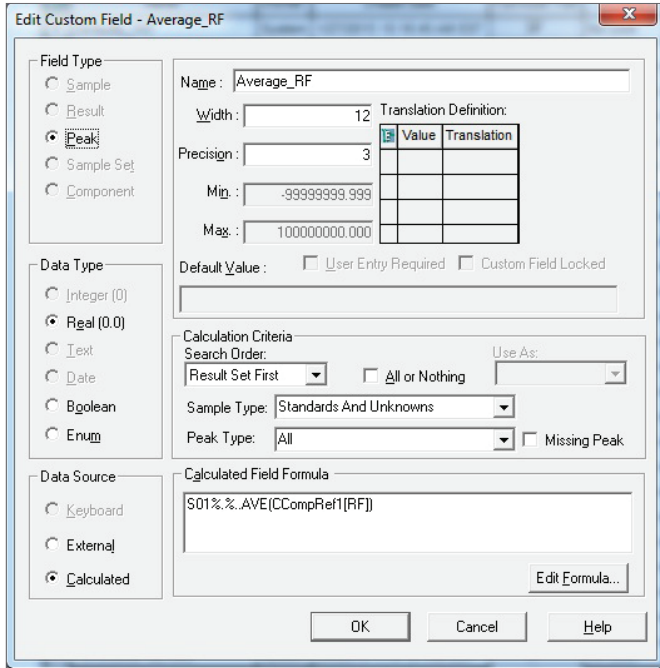 Edit Custom Field - Average_RF
x
Field Type
Sample
Result
Peak
Sample Set
Component
Name : Average_RF
Width : 12
Precision : 3
Min. : -99999999.999
Max. : 100000000.000
Translation Definition:
E Value Translation
Default Value :
User Entry Required
Custom Field Locked
Data Type
Integer (0)
Real (0.0)
Text
Date
Boolean
Enum
Calculation Criteria
Search Order:
Result Set First
All or Nothing
Use As:
Sample Type: Standards And Unknowns
Peak Type: All
Missing Peak
Data Source
Keyboard
External
Calculated
Calculated Field Formula
S01%.%..AVE(CCompRef1[RF])
Edit Formula...
OK
Cancel
Help